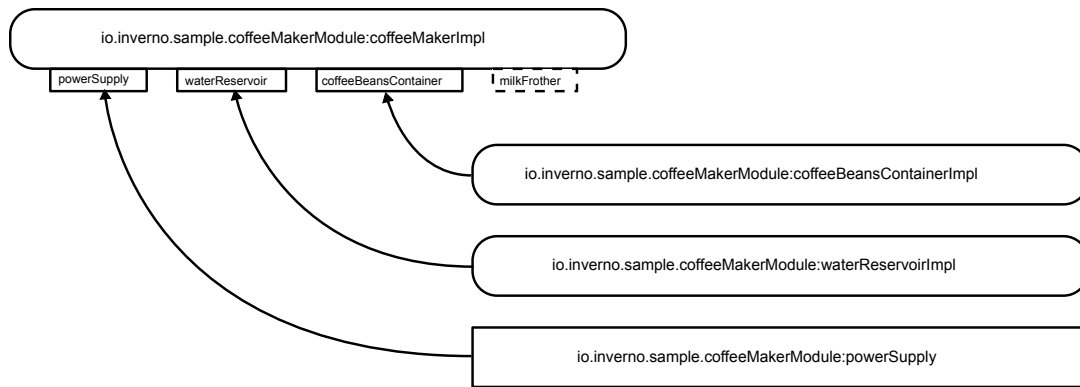 io.inverno.sample.coffeeMakerModule:coffeeMakerImpl
powerSupply
waterReservoir
coffeeBeansContainer
milkFrother
io.inverno.sample.coffeeMakerModule:coffeeBeansContainerImpl
io.inverno.sample.coffeeMakerModule:waterReservoirImpl
io.inverno.sample.coffeeMakerModule:powerSupply